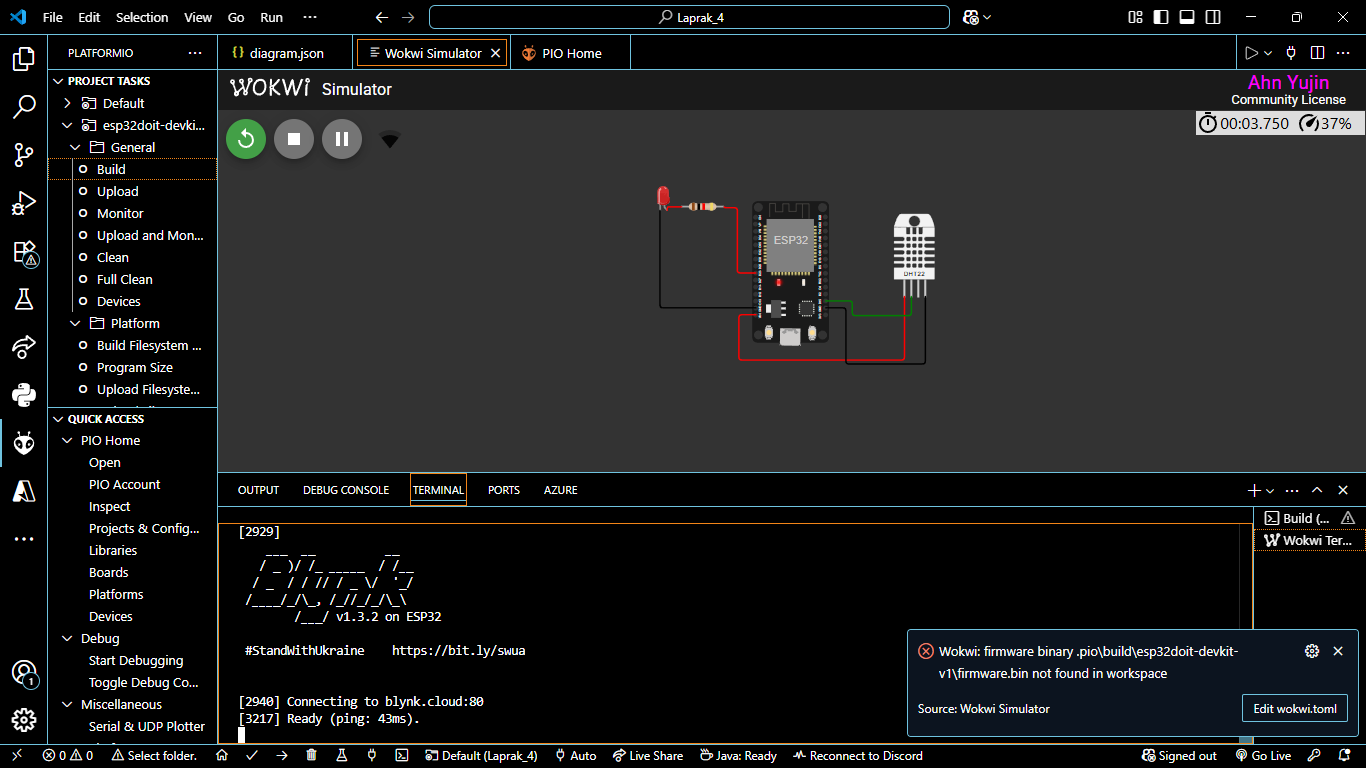 File Edit Selection View Go Run ···
Laprak_4
PLATFORMIO ···
diagram.json
Wokwi Simulator
PIO Home
PROJECT TASKS
Default
esp32doit-devki...
General
Build
Upload
Monitor
Upload and Mon...
Clean
Full Clean
Devices
Platform
Build Filesystem ...
Program Size
Upload Filesyste...
QUICK ACCESS
PIO Home
Open
PIO Account
Inspect
Projects & Config...
Libraries
Boards
Platforms
Devices
Debug
Start Debugging
Toggle Debug Co...
Miscellaneous
Serial & UDP Plotter
WOKWI Simulator
Ahn Yujin
Community License
00:03.750 37%
ESP32
DHT22
OUTPUT DEBUG CONSOLE TERMINAL PORTS AZURE
Build (...
Wokwi Ter...
[2929]
___ __ __
/ _ )/ /_ _____ / /__
/ _ / / // / _ \/ '_/
/____/_/\_, /_//_/_/\_\
/___/ v1.3.2 on ESP32
#StandWithUkraine https://bit.ly/swua
[2940] Connecting to blynk.cloud:80
[3217] Ready (ping: 43ms).
Wokwi: firmware binary .pio\build\esp32doit-devkit-
v1\firmware.bin not found in workspace
Source: Wokwi Simulator
Edit wokwi.toml
1
0 0 Select folder. Default (Laprak_4) Auto Live Share Java: Ready Reconnect to Discord Signed out Go Live